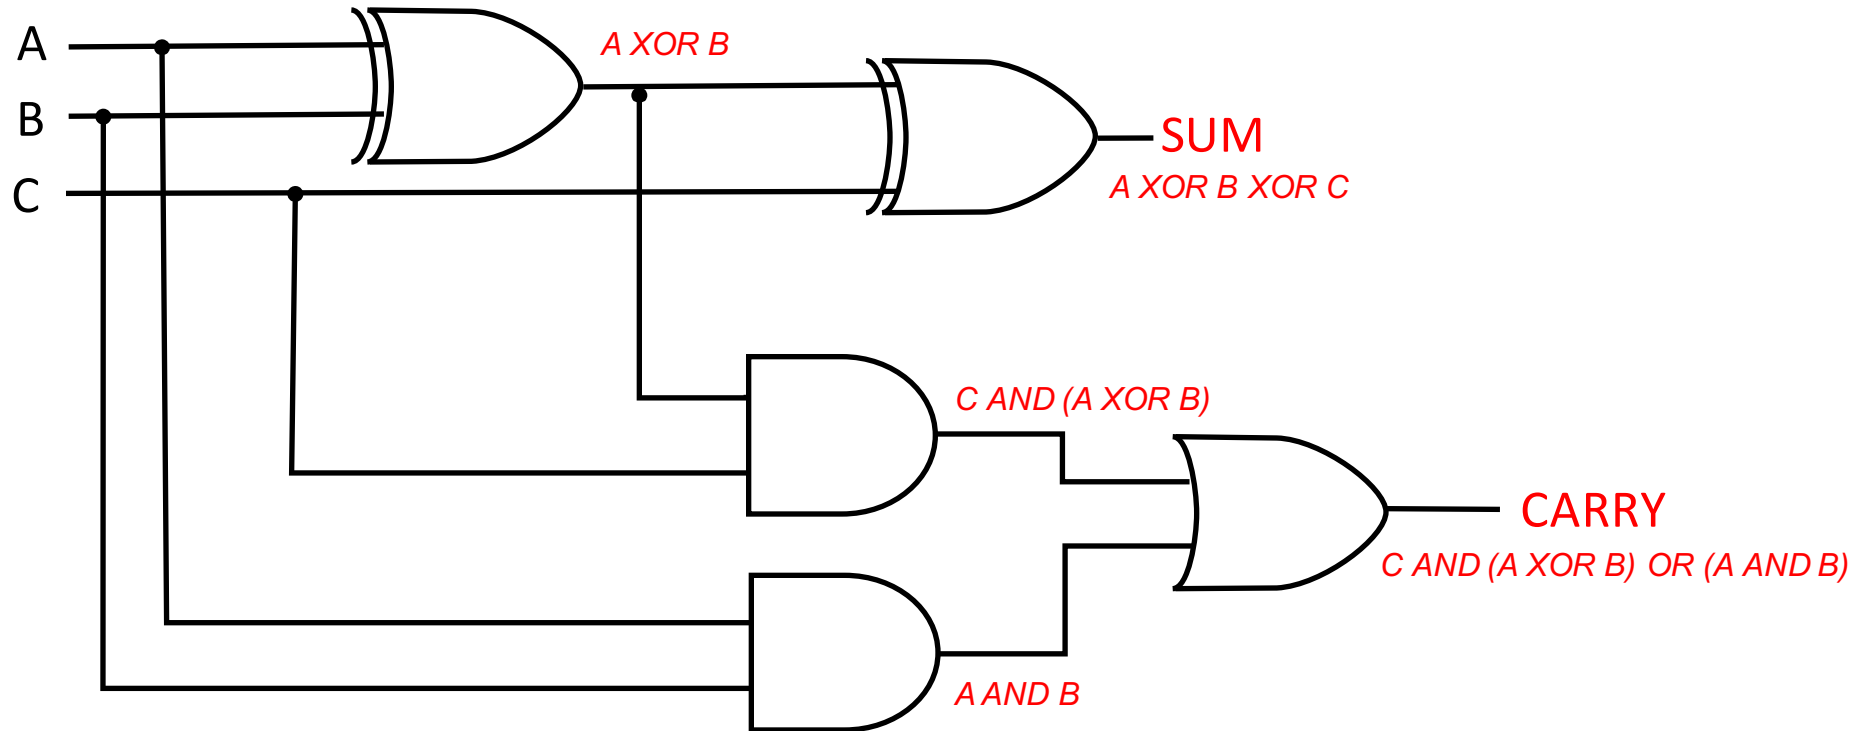 A
A XOR B
B
SUM
C
A XOR B XOR C
C AND (A XOR B)
CARRY
C AND (A XOR B) OR (A AND B)
A AND B